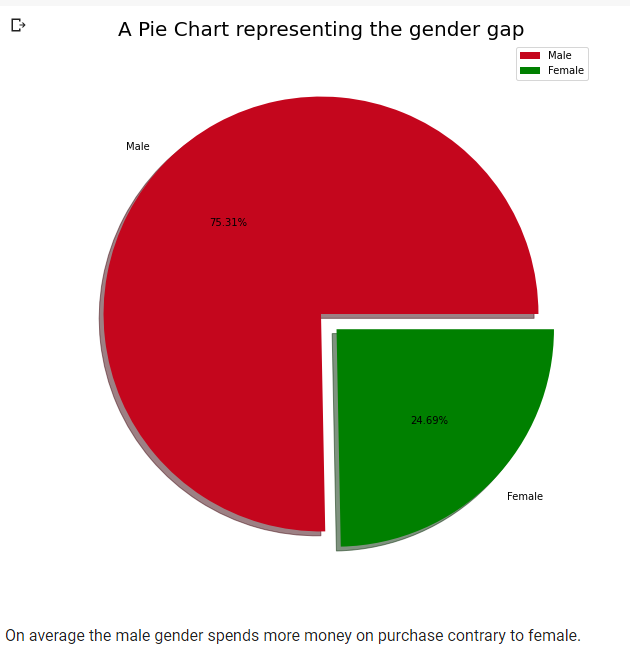 A Pie Chart representing the gender gap
Male
Female
Male
75.31%
24.69%
Female
On average the male gender spends more money on purchase contrary to female.